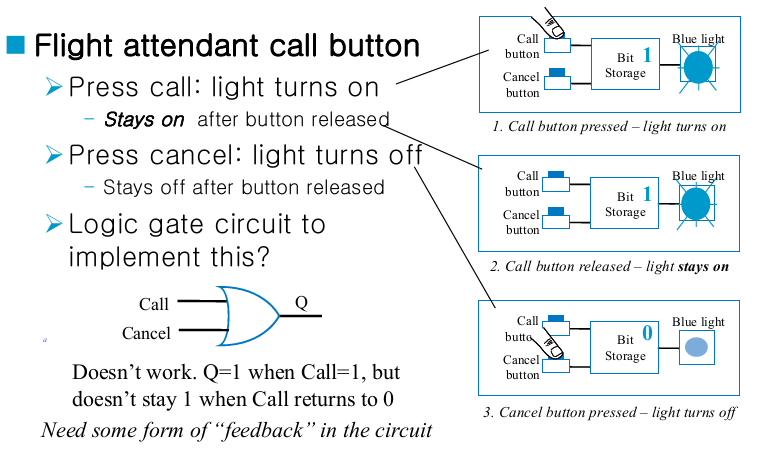 Flight attendant call button
Press call: light turns on
– Stays on after button released
Press cancel: light turns off
– Stays off after button released
Logic gate circuit to
implement this?
Call
Q
Cancel
a
Doesn’t work. Q=1 when Call=1, but
doesn’t stay 1 when Call returns to 0
Need some form of “feedback” in the circuit
Call
button
Cancel
button
Bit
Storage
1
Blue light
1. Call button pressed – light turns on
Call
button
Cancel
button
Bit
Storage
1
Blue light
2. Call button released – light stays on
Call
butto
Cancel
button
Bit
Storage
0
Blue light
3. Cancel button pressed – light turns off